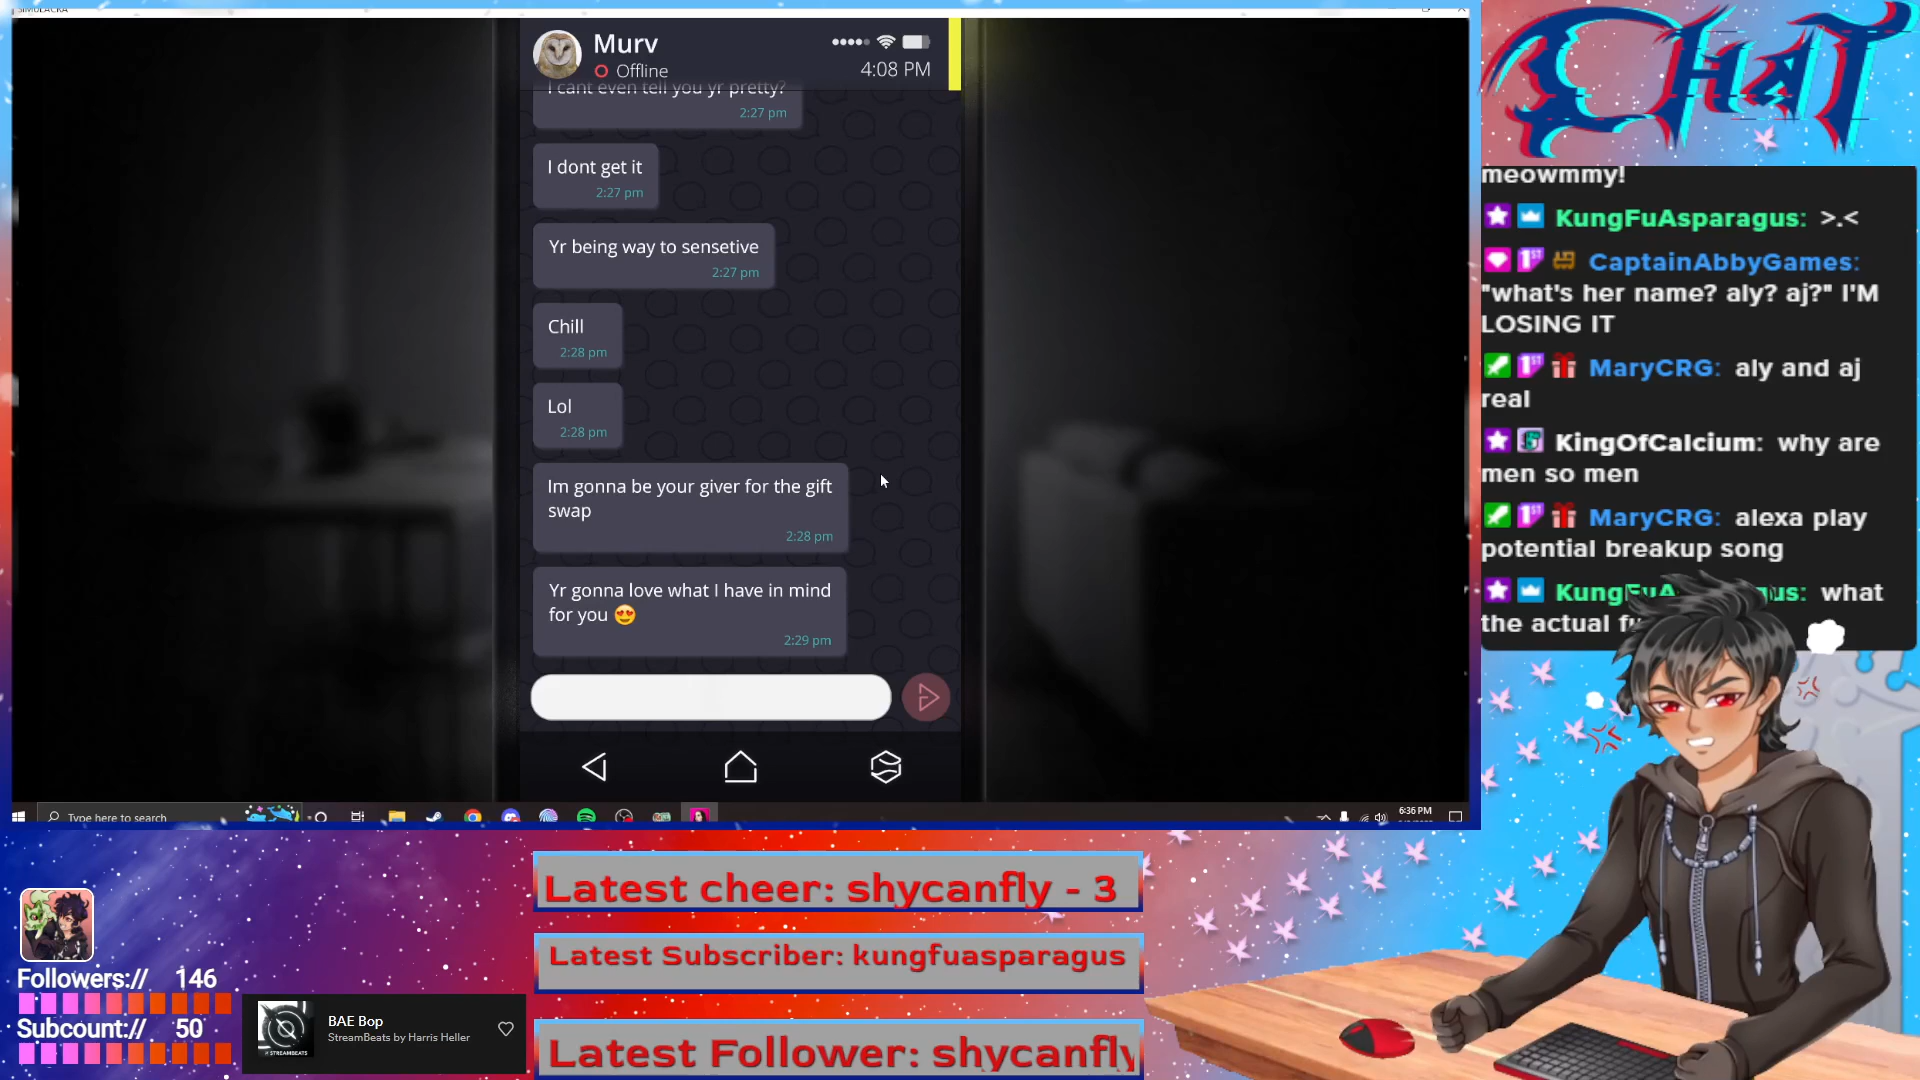 SIMULACRA
Murv
Offline
4:08 PM
I cant even tell you yr pretty?
2:27 pm
I dont get it
2:27 pm
Yr being way to sensetive
2:27 pm
Chill
2:28 pm
Lol
2:28 pm
Im gonna be your giver for the gift
swap
2:28 pm
Yr gonna love what I have in mind
for you 😍
2:29 pm
Type here to search
6:36 PM
CHAT
meowmmy!
KungFuAsparagus: >.<
CaptainAbbyGames:
"what's her name? aly? aj?" I'M
LOSING IT
MaryCRG: aly and aj
real
KingOfCalcium: why are
men so men
MaryCRG: alexa play
potential breakup song
what
the actual
Followers:// 146
Subcount:// 50
STREAMBEATS
BAE Bop
StreamBeats by Harris Heller
Latest cheer: shycanfly - 3
Latest Subscriber: kungfuasparagus
Latest Follower: shycanfly